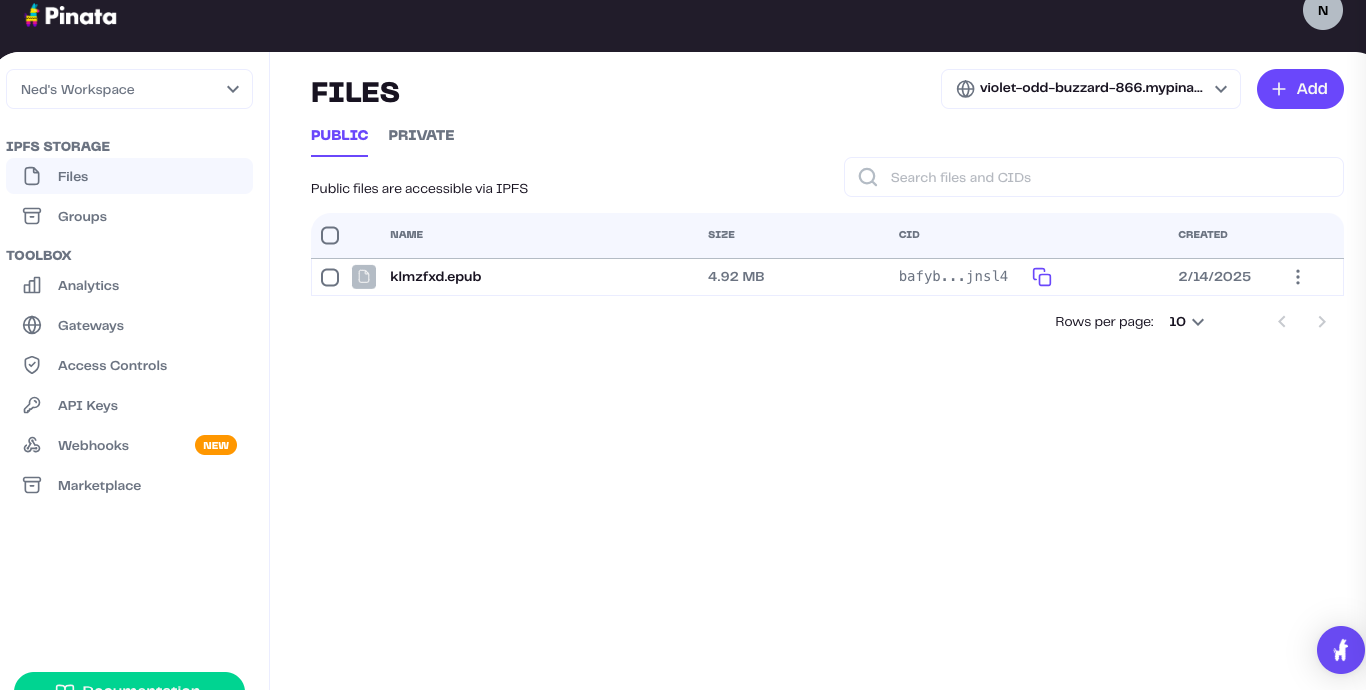 Pinata
N
Ned's Workspace
IPFS STORAGE
Files
Groups
TOOLBOX
Analytics
Gateways
Access Controls
API Keys
Webhooks NEW
Marketplace
Documentation
FILES
violet-odd-buzzard-866.mypina...
Add
PUBLIC PRIVATE
Public files are accessible via IPFS
Search files and CIDs
NAME SIZE CID CREATED
klmzfxd.epub 4.92 MB bafyb...jnsl4 2/14/2025
Rows per page: 10